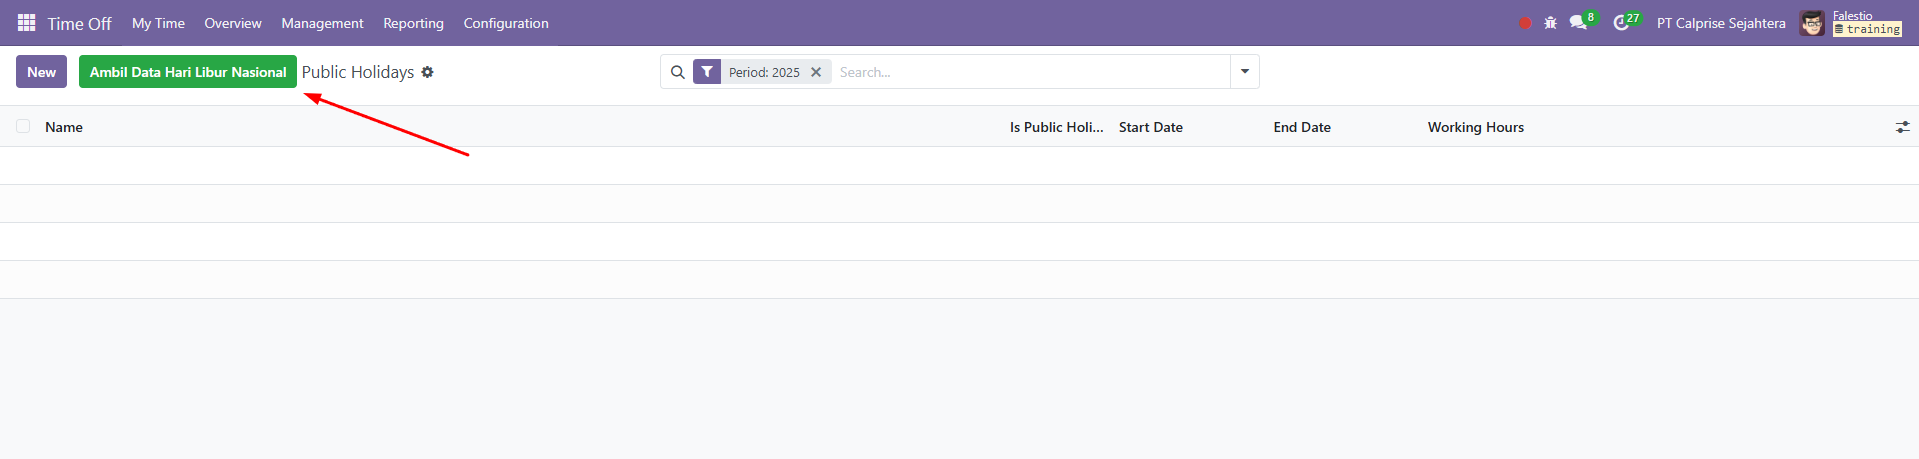 Time Off My Time Overview Management Reporting Configuration 8 27 PT Calprise Sejahtera Falestio
training
New Ambil Data Hari Libur Nasional Public Holidays Period: 2025 Search...
Name Is Public Holi... Start Date End Date Working Hours